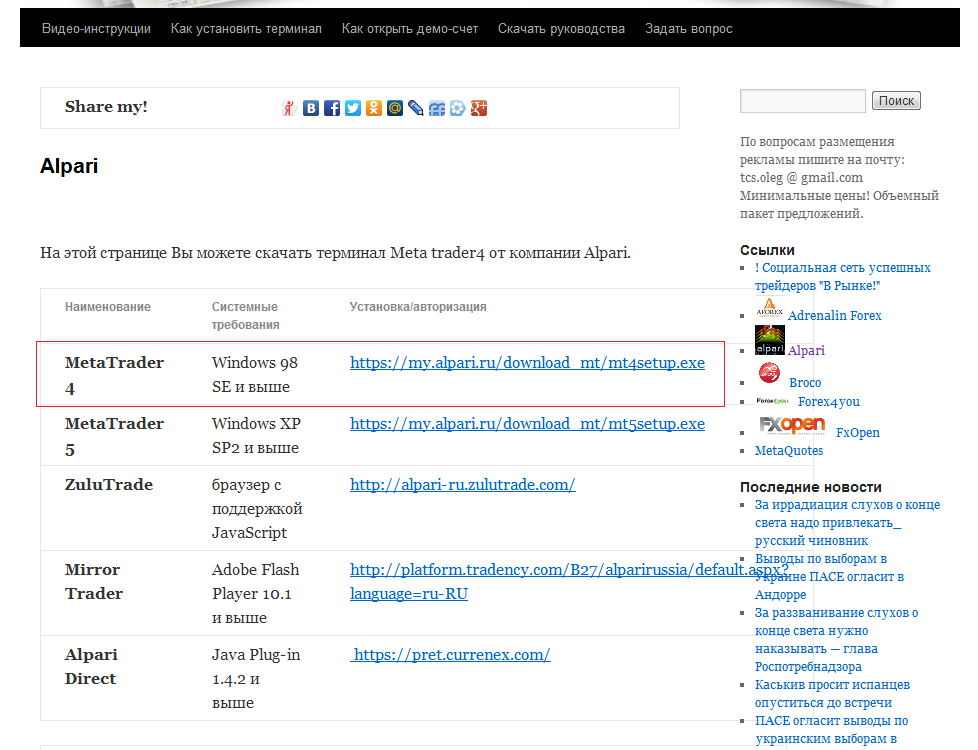 Видео-инструкции Как установить терминал Как открыть демо-счет Скачать руководства Задать вопрос
Share my!
Alpari
На этой странице Вы можете скачать терминал Meta trader4 от компании Alpari.
Наименование Системные требования Установка/авторизация
MetaTrader 4 Windows 98 SE и выше https://my.alpari.ru/download_mt/mt4setup.exe
MetaTrader 5 Windows XP SP2 и выше https://my.alpari.ru/download_mt/mt5setup.exe
ZuluTrade браузер с поддержкой JavaScript http://alpari-ru.zulutrade.com/
Mirror Trader Adobe Flash Player 10.1 и выше http://platform.tradency.com/B27/alparirussia/default.aspx?language=ru-RU
Alpari Direct Java Plug-in 1.4.2 и выше https://pret.currenex.com/
Поиск
По вопросам размещения
рекламы пишите на почту:
tcs.oleg @ gmail.com
Минимальные цены! Объемный
пакет предложений.
Ссылки
! Социальная сеть успешных
трейдеров "В Рынке!"
AFOREX Adrenalin Forex
alpari Alpari
Broco
Forex4you Forex4you
FXopen FxOpen
MetaQuotes
Последние новости
За иррадиация слухов о конце
света надо привлекать_
русский чиновник
Выводы по выборам в
Украине ПАСЕ огласит в
Андорре
За раззванивание слухов о
конце света нужно
наказывать — глава
Роспотребнадзора
Каськив просит испанцев
опуститься до встречи
ПАСЕ огласит выводы по
украинским выборам в